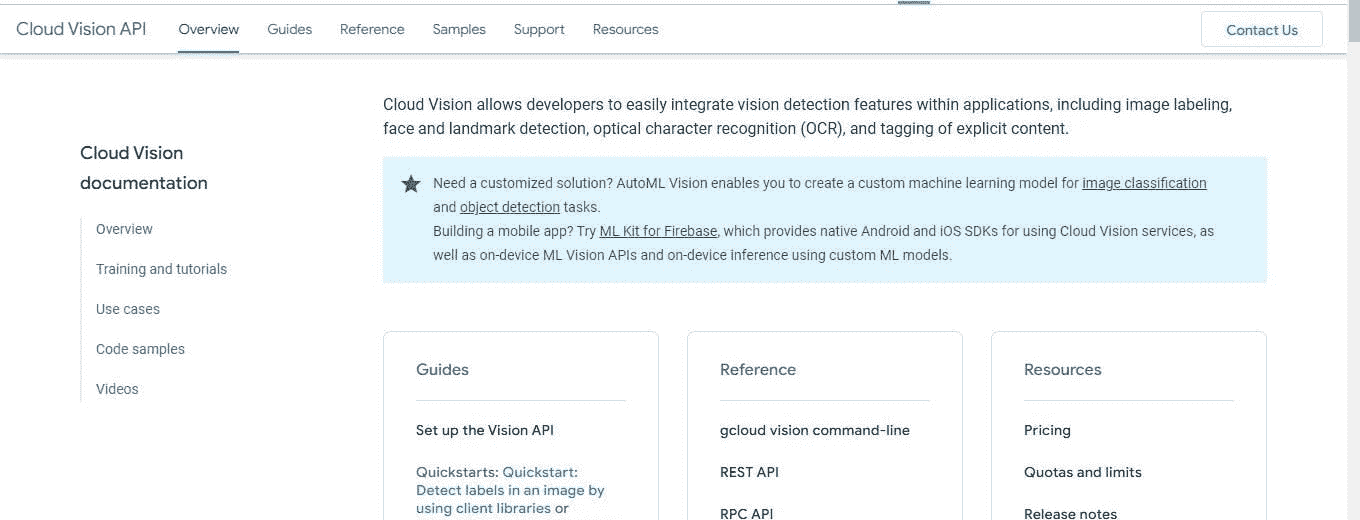 Cloud Vision API Overview Guides Reference Samples Support Resources Contact Us
Cloud Vision documentation
Overview
Training and tutorials
Use cases
Code samples
Videos
Cloud Vision allows developers to easily integrate vision detection features within applications, including image labeling,
face and landmark detection, optical character recognition (OCR), and tagging of explicit content.
Need a customized solution? AutoML Vision enables you to create a custom machine learning model for image classification
and object detection tasks.
Building a mobile app? Try ML Kit for Firebase, which provides native Android and iOS SDKs for using Cloud Vision services, as
well as on-device ML Vision APIs and on-device inference using custom ML models.
Guides
Set up the Vision API
Quickstarts: Quickstart:
Detect labels in an image by
using client libraries or
Reference
gcloud vision command-line
REST API
RPC API
Resources
Pricing
Quotas and limits
Release notes